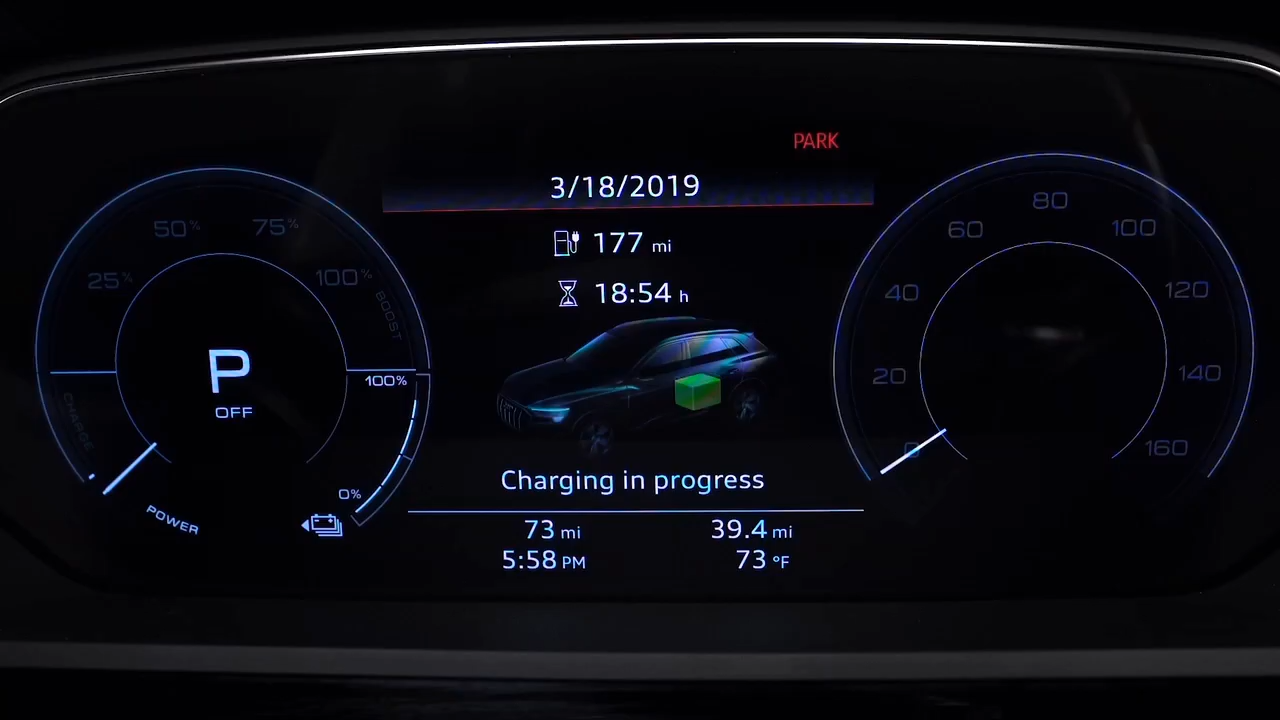 PARK
3/18/2019
177 mi
18:54 h
Charging in progress
73 mi 39.4 mi
5:58 PM 73 °F
25% 50% 75% 100%
BOOST
CHARGE
P
OFF
100%
0%
POWER
0 20 40 60 80 100 120 140 160